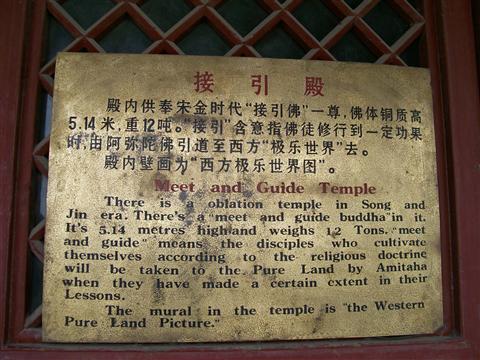 接引殿
殿内供奉宋金时代“接引佛”一尊，佛体铜质高
5.14米，重12吨。“接引”含意指佛徒修行到一定功果
时，由阿弥陀佛引道至西方“极乐世界”去。
殿内壁画为“西方极乐世界图”。
Meet and Guide Temple
There is a oblation temple in Song and
Jin era. There's a "meet and guide buddha" in it.
It's 5.14 metres high and weighs 12 Tons. "meet
and guide" means the disciples who cultivate
themselves according to the religious doctrine
will be taken to the Pure Land by Amitaha
when they have made a certain extent in their
Lessons.
The mural in the temple is "the Western
Pure Land Picture."